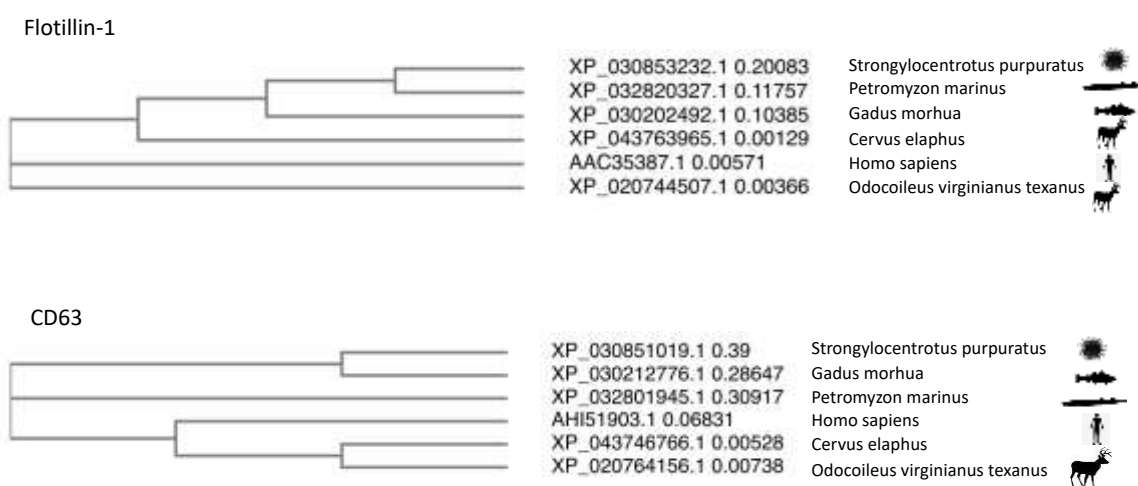 Flotillin-1
XP_030853232.1 0.20083 Strongylocentrotus purpuratus
XP_032820327.1 0.11757 Petromyzon marinus
XP_030202492.1 0.10385 Gadus morhua
XP_043763965.1 0.00129 Cervus elaphus
AAC35387.1 0.00571 Homo sapiens
XP_020744507.1 0.00366 Odocoileus virginianus texanus
CD63
XP_030851019.1 0.39 Strongylocentrotus purpuratus
XP_030212776.1 0.28647 Gadus morhua
XP_032801945.1 0.30917 Petromyzon marinus
AHI51903.1 0.06831 Homo sapiens
XP_043746766.1 0.00528 Cervus elaphus
XP_020764156.1 0.00738 Odocoileus virginianus texanus